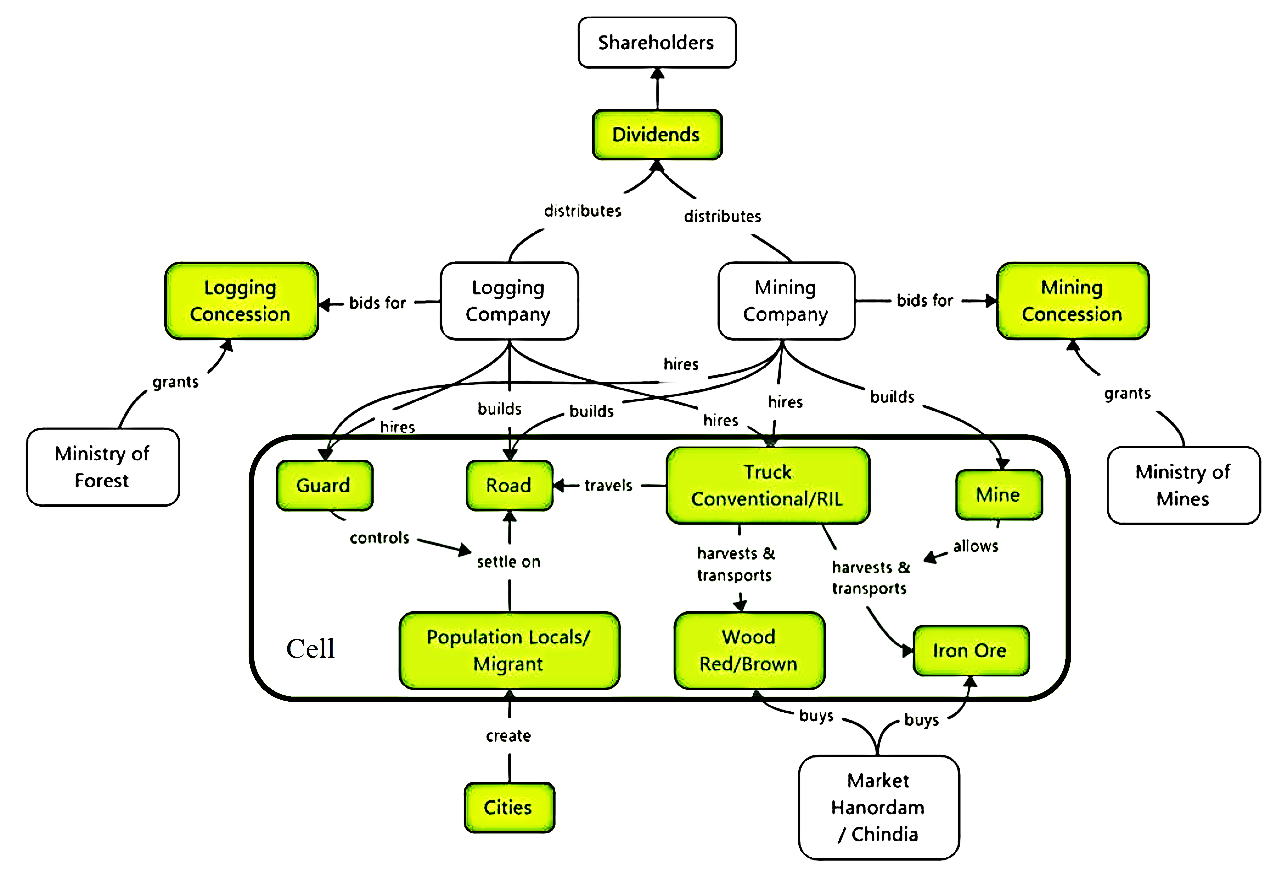 Shareholders
Dividends
distributes
distributes
Logging
Concession
bids for
Logging
Company
Mining
Company
bids for
Mining
Concession
grants
grants
hires
hires
builds
builds
hires
hires
builds
Ministry of
Forest
Ministry of
Mines
Guard
Road
travels
Truck
Conventional/RIL
Mine
controls
settle on
harvests &
transports
harvests &
transports
allows
Cell
Population Locals/
Migrant
Wood
Red/Brown
Iron Ore
create
buys
buys
Cities
Market
Hanordam
/ Chindia